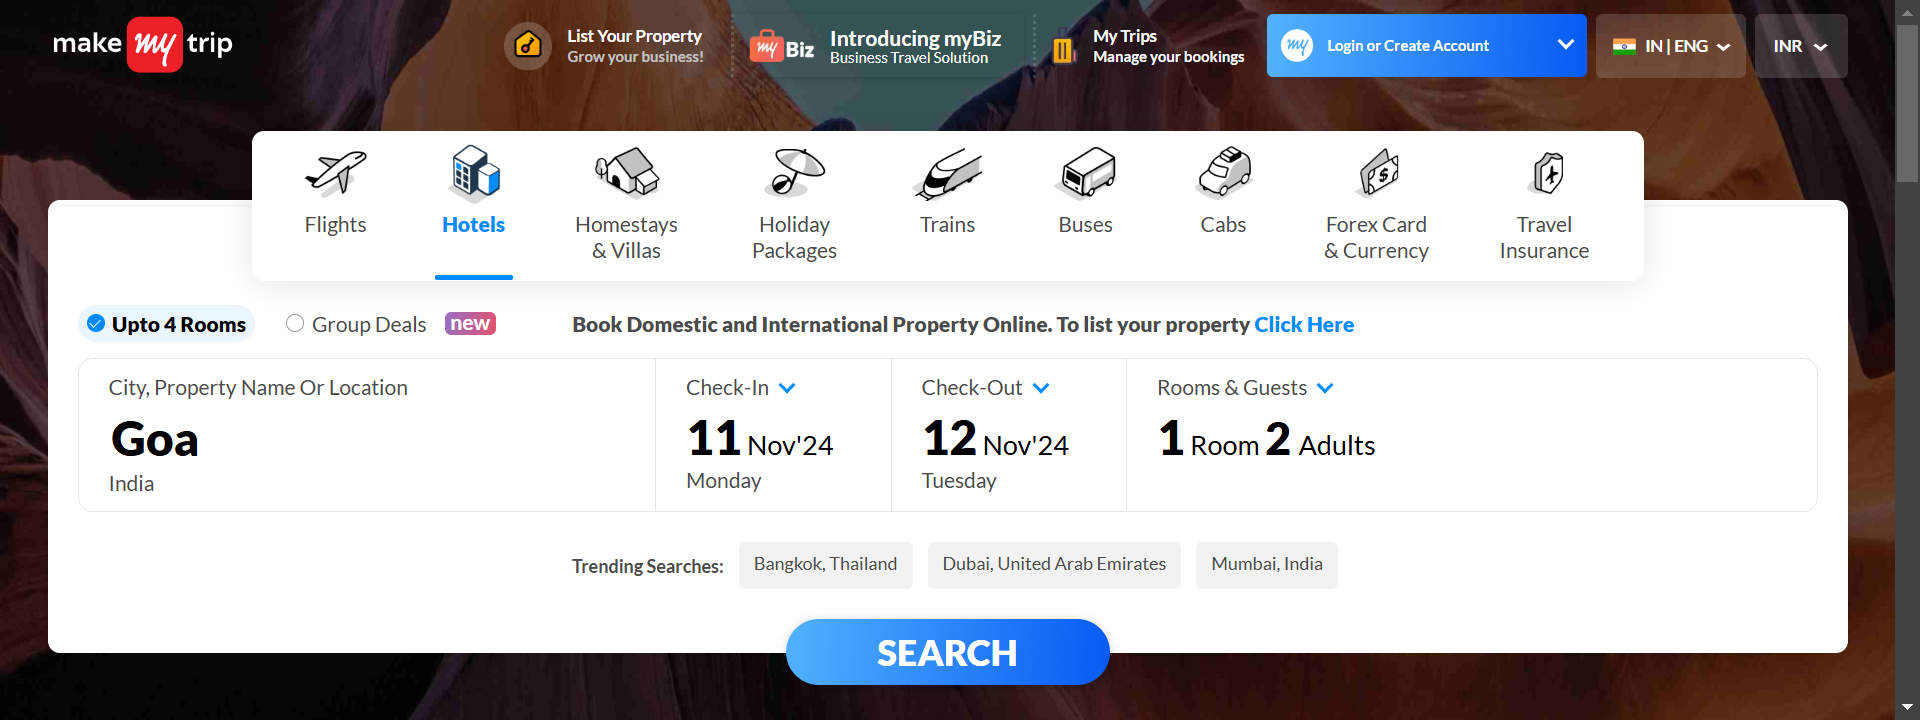 make my trip
List Your Property
Grow your business!
my Biz
Introducing myBiz
Business Travel Solution
My Trips
Manage your bookings
my
Login or Create Account
IN | ENG
INR
Flights
Hotels
Homestays
& Villas
Holiday
Packages
Trains
Buses
Cabs
Forex Card
& Currency
Travel
Insurance
Upto 4 Rooms
Group Deals
new
Book Domestic and International Property Online. To list your property Click Here
City, Property Name Or Location
Goa
India
Check-In
11 Nov'24
Monday
Check-Out
12 Nov'24
Tuesday
Rooms & Guests
1 Room 2 Adults
Trending Searches:
Bangkok, Thailand
Dubai, United Arab Emirates
Mumbai, India
SEARCH